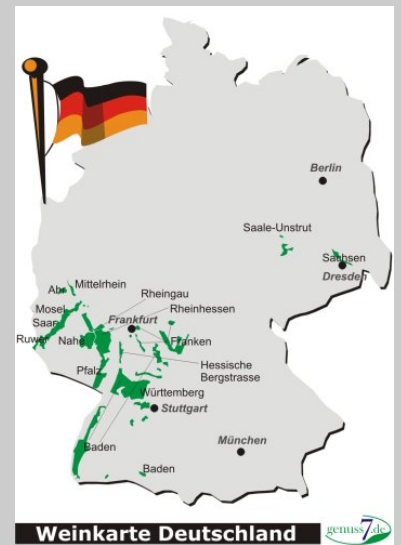 Berlin
Saale-Unstrut
Sachsen
Dresden
Ahr
Mittelrhein
Rheingau
Mosel-
Saar-
Ruwer
Rheinhessen
Frankfurt
Nahe
Franken
Pfalz
Hessische
Bergstrasse
Württemberg
Stuttgart
Baden
München
Baden
Weinkarte Deutschland
genuss7.de